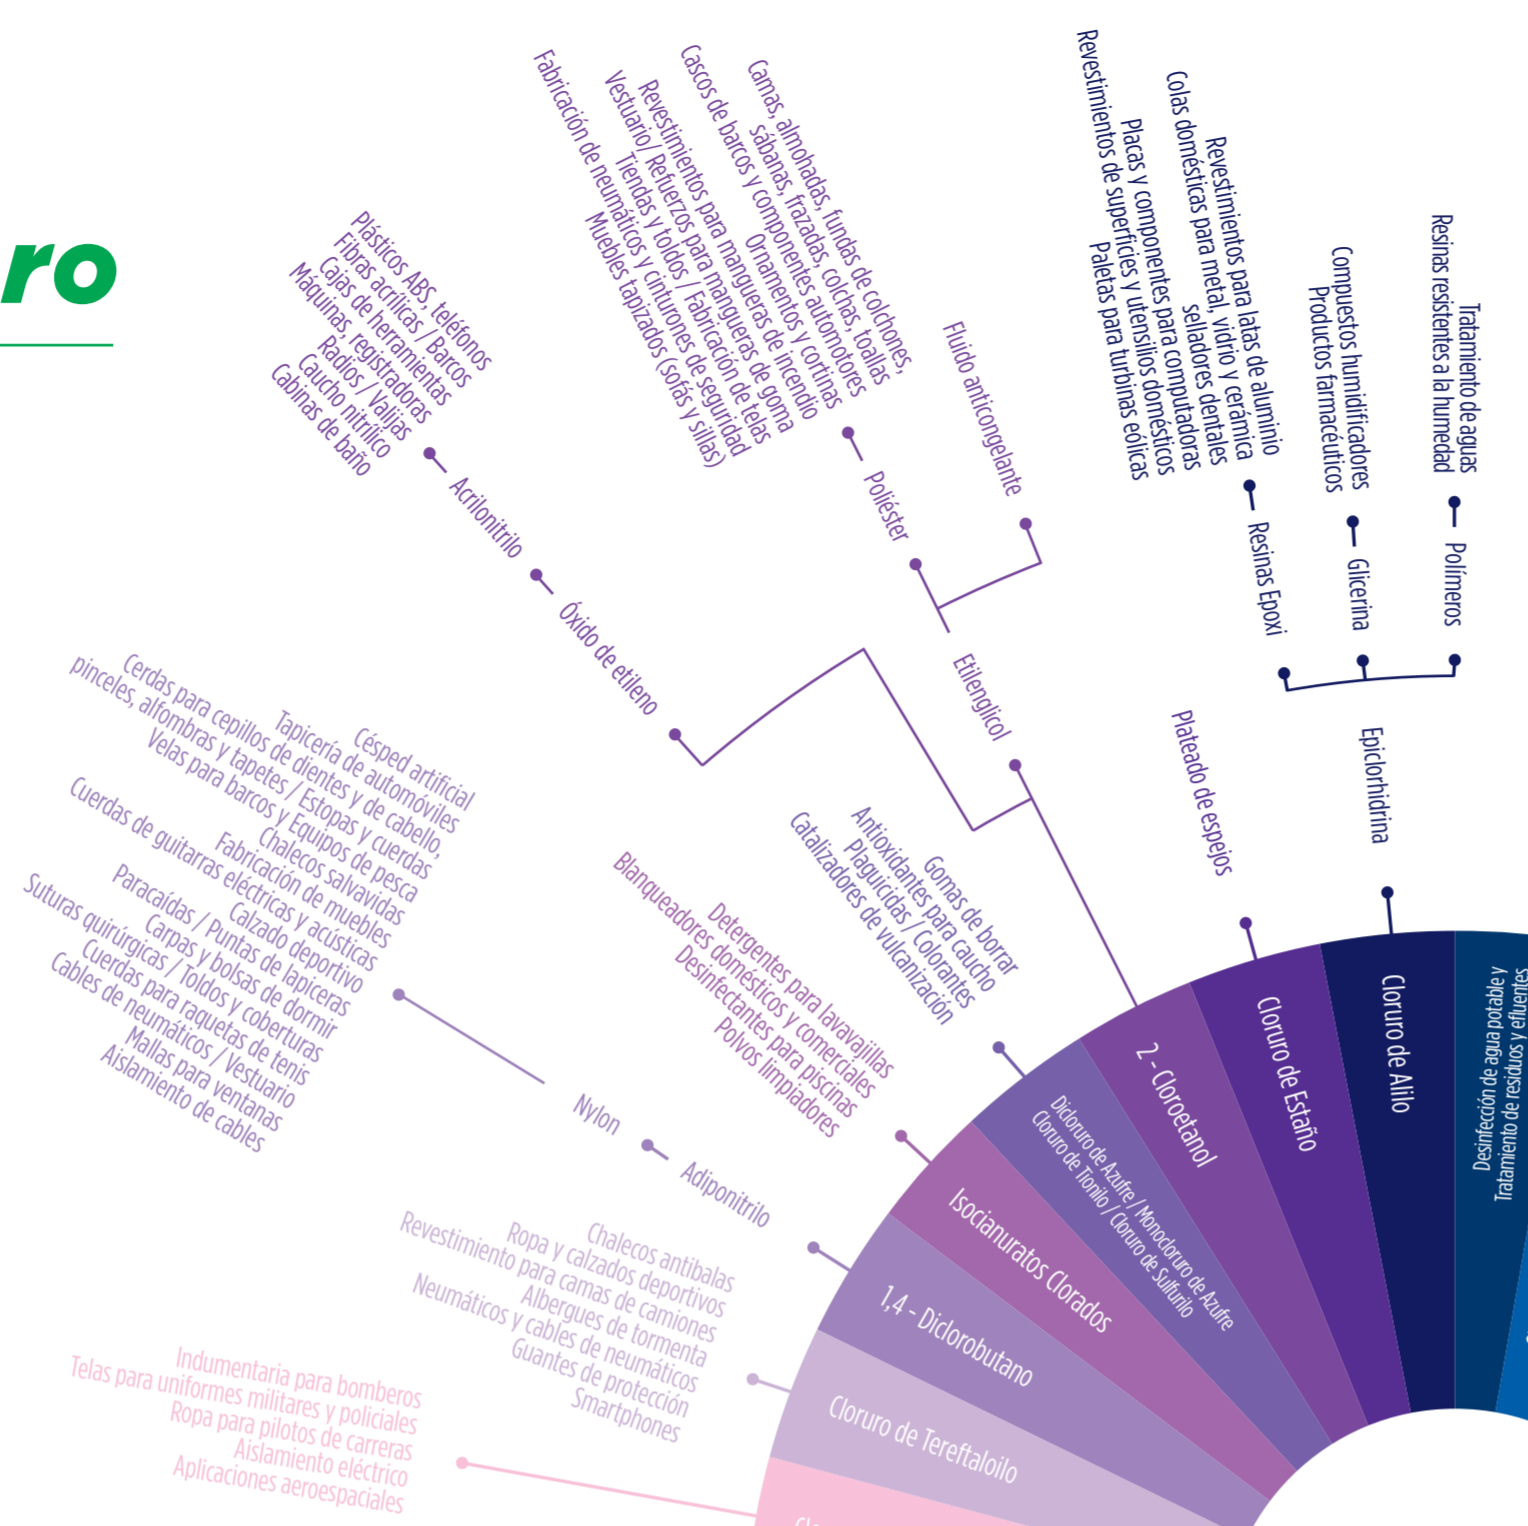 ro
Plásticos ABS, teléfonos
Fibras acrílicas / Barcos
Cajas de herramientas
Máquinas, registradoras
Radios / Valijas
Caucho nitrílico
Cabinas de baño
Acrilonitrilo
Óxido de etileno
Camas, almohadas, fundas de colchones,
sábanas, frazadas, colchas, toallas
Cascos de barcos y componentes automotores
Ornamentos y cortinas
Revestimientos para mangueras de incendio
Vestuario/ Refuerzos para mangueras de goma
Tiendas y toldos / Fabricación de telas
Fabricación de neumáticos y cinturones de seguridad
Muebles tapizados (sofás y sillas)
Poliéster
Fluido anticongelante
Etilenglicol
2 - Cloroetanol
Revestimientos para latas de aluminio
Colas domésticas para metal, vidrio y cerámica
selladores dentales
Placas y componentes para computadoras
Revestimientos de superficies y utensilios domésticos
Paletas para turbinas eólicas
Resinas Epoxi
Compuestos humidificadores
Productos farmacéuticos
Glicerina
Tratamiento de aguas
Resinas resistentes a la humedad
Polímeros
Epiclorhidrina
Cloruro de Alilo
Plateado de espejos
Cloruro de Estaño
Desinfección de agua potable y
Tratamiento de residuos y efluentes
Gomas de borrar
Antioxidantes para caucho
Plaguicidas / Colorantes
Catalizadores de vulcanización
Dicloruro de Azufre / Monocloruro de Azufre
Cloruro de Tionilo / Cloruro de Sulfurilo
Detergentes para lavavajillas
Blanqueadores domésticos y comerciales
Desinfectantes para piscinas
Polvos limpiadores
Isocianuratos Clorados
Césped artificial
Tapicería de automóviles
Cerdas para cepillos de dientes y de cabello,
pinceles, alfombras y tapetes / Estopas y cuerdas
Velas para barcos y Equipos de pesca
Chalecos salvavidas
Fabricación de muebles
Cuerdas de guitarras eléctricas y acústicas
Calzado deportivo
Paracaídas / Puntas de lapiceras
Carpas y bolsas de dormir
Suturas quirúrgicas / Toldos y coberturas
Cuerdas para raquetas de tenis
Cables de neumáticos / Vestuario
Mallas para ventanas
Aislamiento de cables
Nylon
Adiponitrilo
1,4 - Diclorobutano
Chalecos antibalas
Ropa y calzados deportivos
Revestimiento para camas de camiones
Albergues de tormenta
Neumáticos y cables de neumáticos
Guantes de protección
Smartphones
Cloruro de Tereftaloilo
Indumentaria para bomberos
Telas para uniformes militares y policiales
Ropa para pilotos de carreras
Aislamiento eléctrico
Aplicaciones aeroespaciales